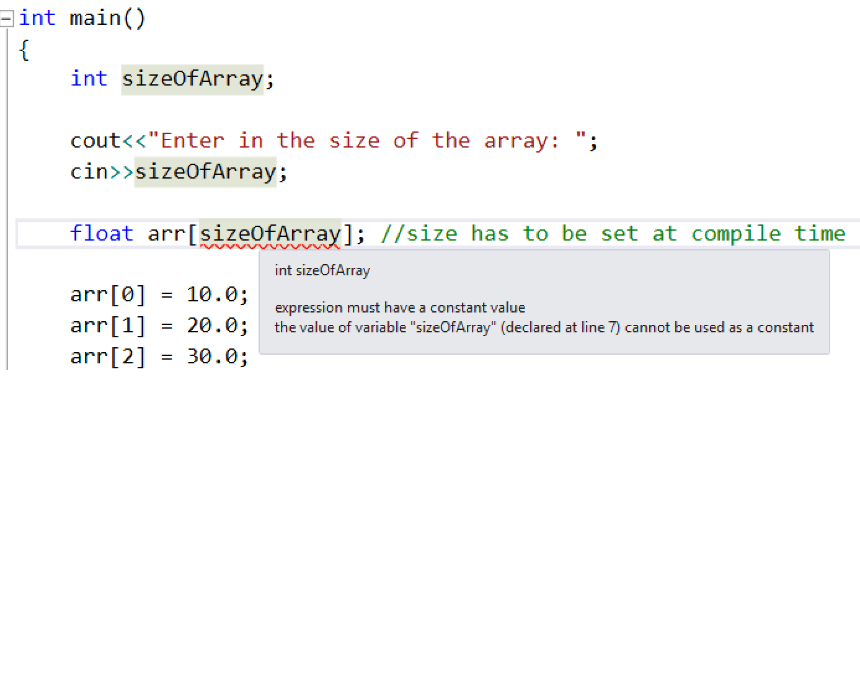 int main()
{
int sizeOfArray;
cout<<"Enter in the size of the array: ";
cin>>sizeOfArray;
float arr[sizeOfArray]; //size has to be set at compile time
int sizeOfArray
arr[0] = 10.0;
expression must have a constant value
arr[1] = 20.0;
the value of variable "sizeOfArray" (declared at line 7) cannot be used as a constant
arr[2] = 30.0;